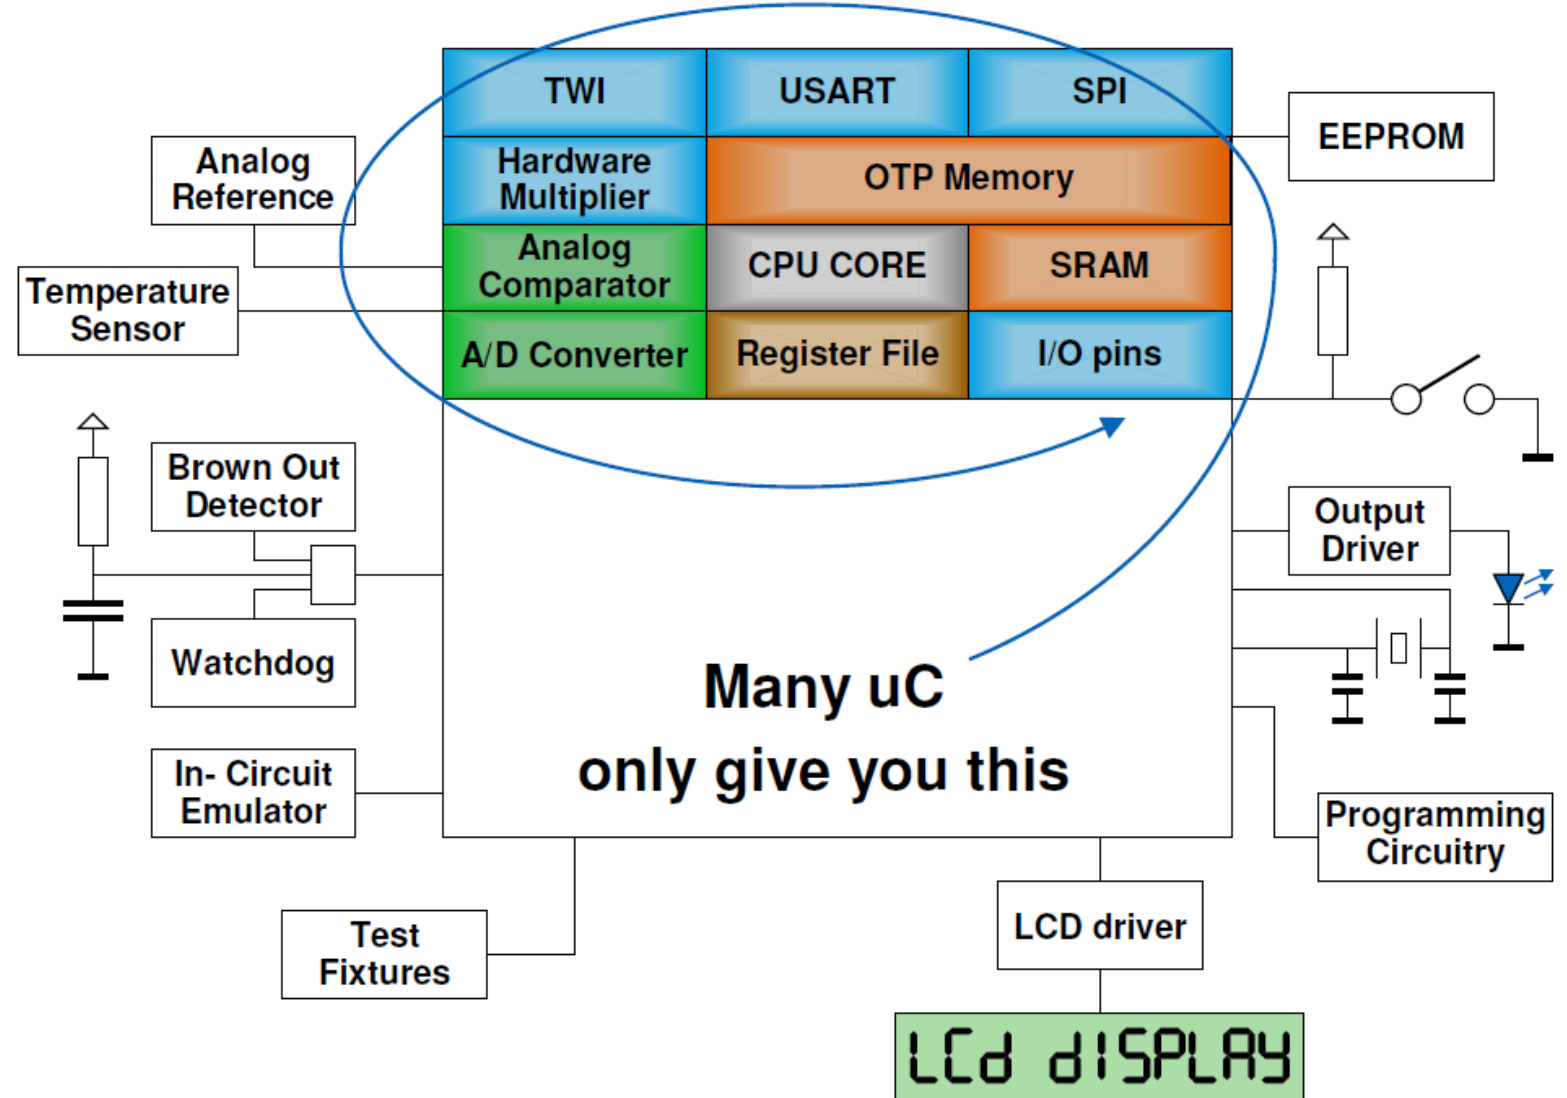 TWI
USART
SPI
EEPROM
Analog
Reference
Hardware
Multiplier
OTP Memory
Analog
Comparator
CPU CORE
SRAM
Temperature
Sensor
A/D Converter
Register File
I/O pins
Brown Out
Detector
Output
Driver
Watchdog
Many uC
only give you this
In- Circuit
Emulator
Programming
Circuitry
Test
Fixtures
LCD driver
LCd dISPLAY